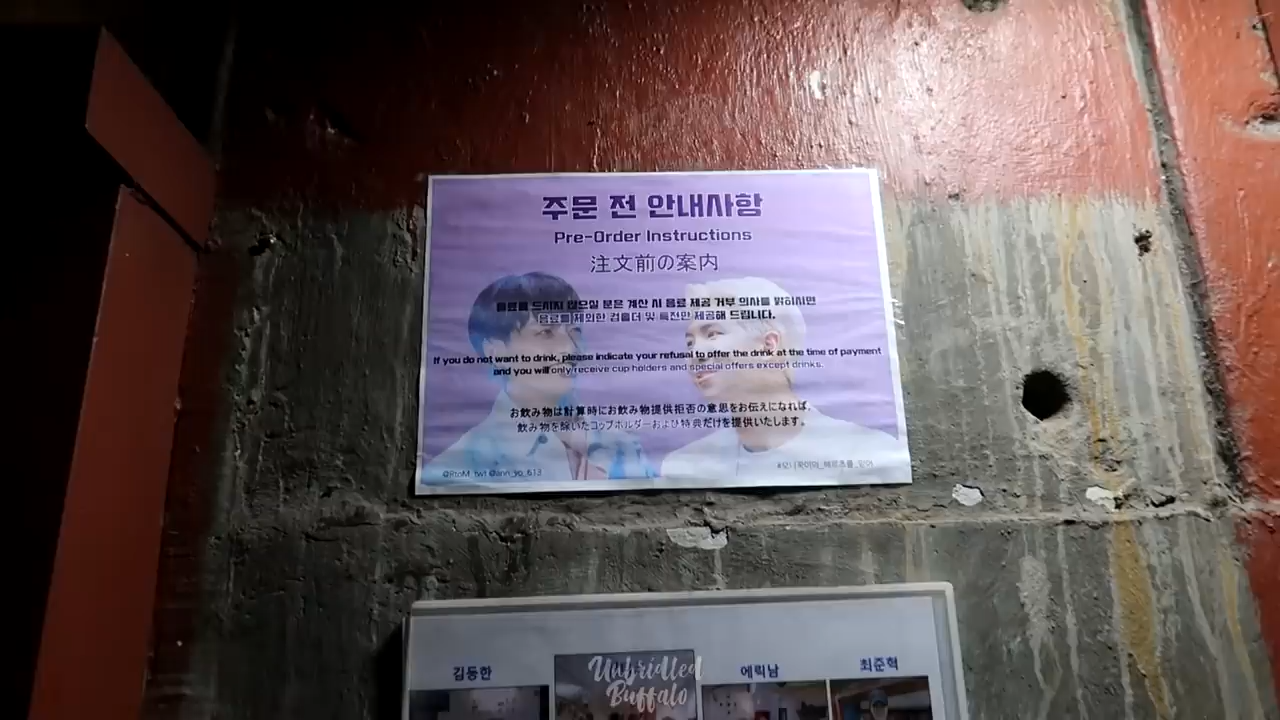 주문 전 안내사항
Pre-Order Instructions
注文前の案内
음료를 드시지 않으실 분은 계산 시 음료 제공 거부 의사를 밝히시면
음료를 제외한 컵홀더 및 특전만 제공해 드립니다.
If you do not want to drink, please indicate your refusal to offer the drink at the time of payment
and you will only receive cup holders and special offers except drinks.
お飲み物は計算時にお飲み物提供拒否の意思をお伝えになれば、
飲み物を除いたコップホルダーおよび特典だけを提供いたします。
@RtoM_twt @ann_yo_613
김동한
에릭남
최준혁
Unbridled
Buffalo